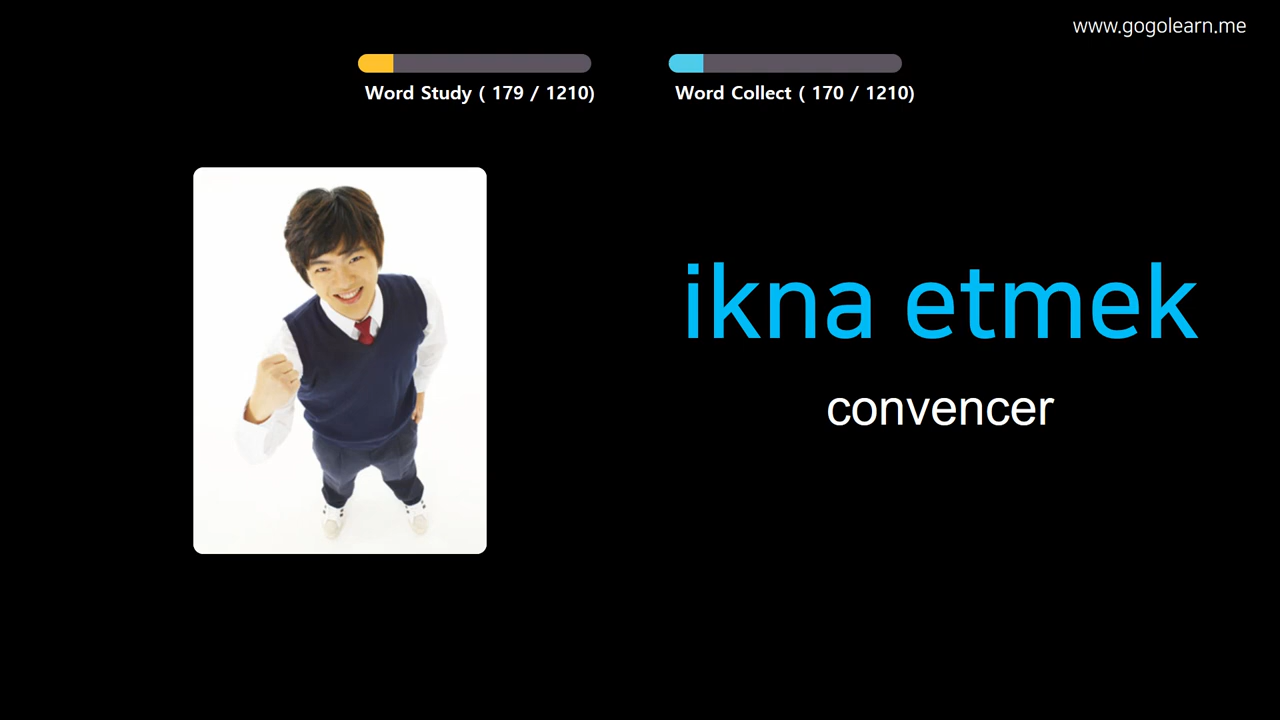 www.gogolearn.me
Word Study ( 179 / 1210)
Word Collect ( 170 / 1210)
ikna etmek
convencer